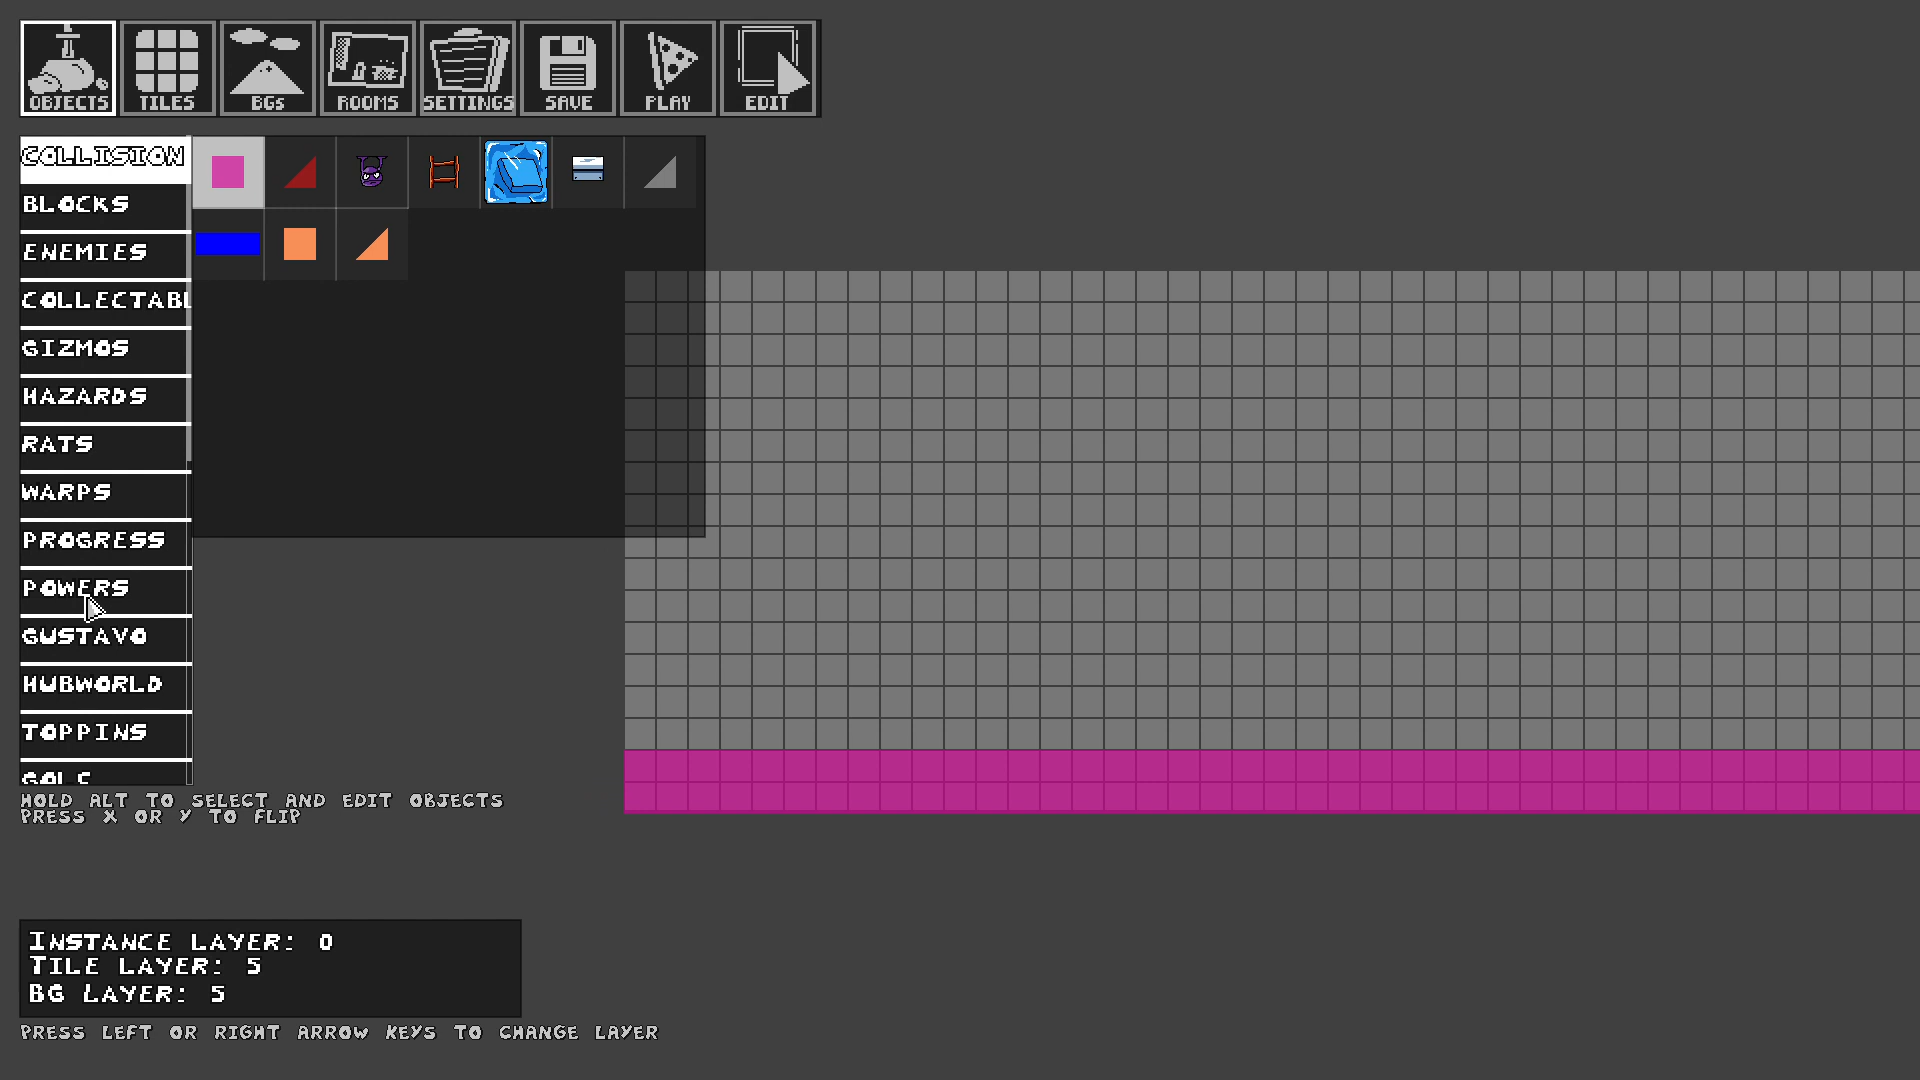 OBJECTS TILES BGs ROOMS SETTINGS SAVE PLAY EDIT
COLLISION
BLOCKS
ENEMIES
COLLECTABL
GIZMOS
HAZARDS
RATS
WARPS
PROGRESS
POWERS
GUSTAVO
HUBWORLD
TOPPINS
GOLF
HOLD ALT TO SELECT AND EDIT OBJECTS
PRESS X OR Y TO FLIP
INSTANCE LAYER: 0
TILE LAYER: 5
BG LAYER: 5
PRESS LEFT OR RIGHT ARROW KEYS TO CHANGE LAYER